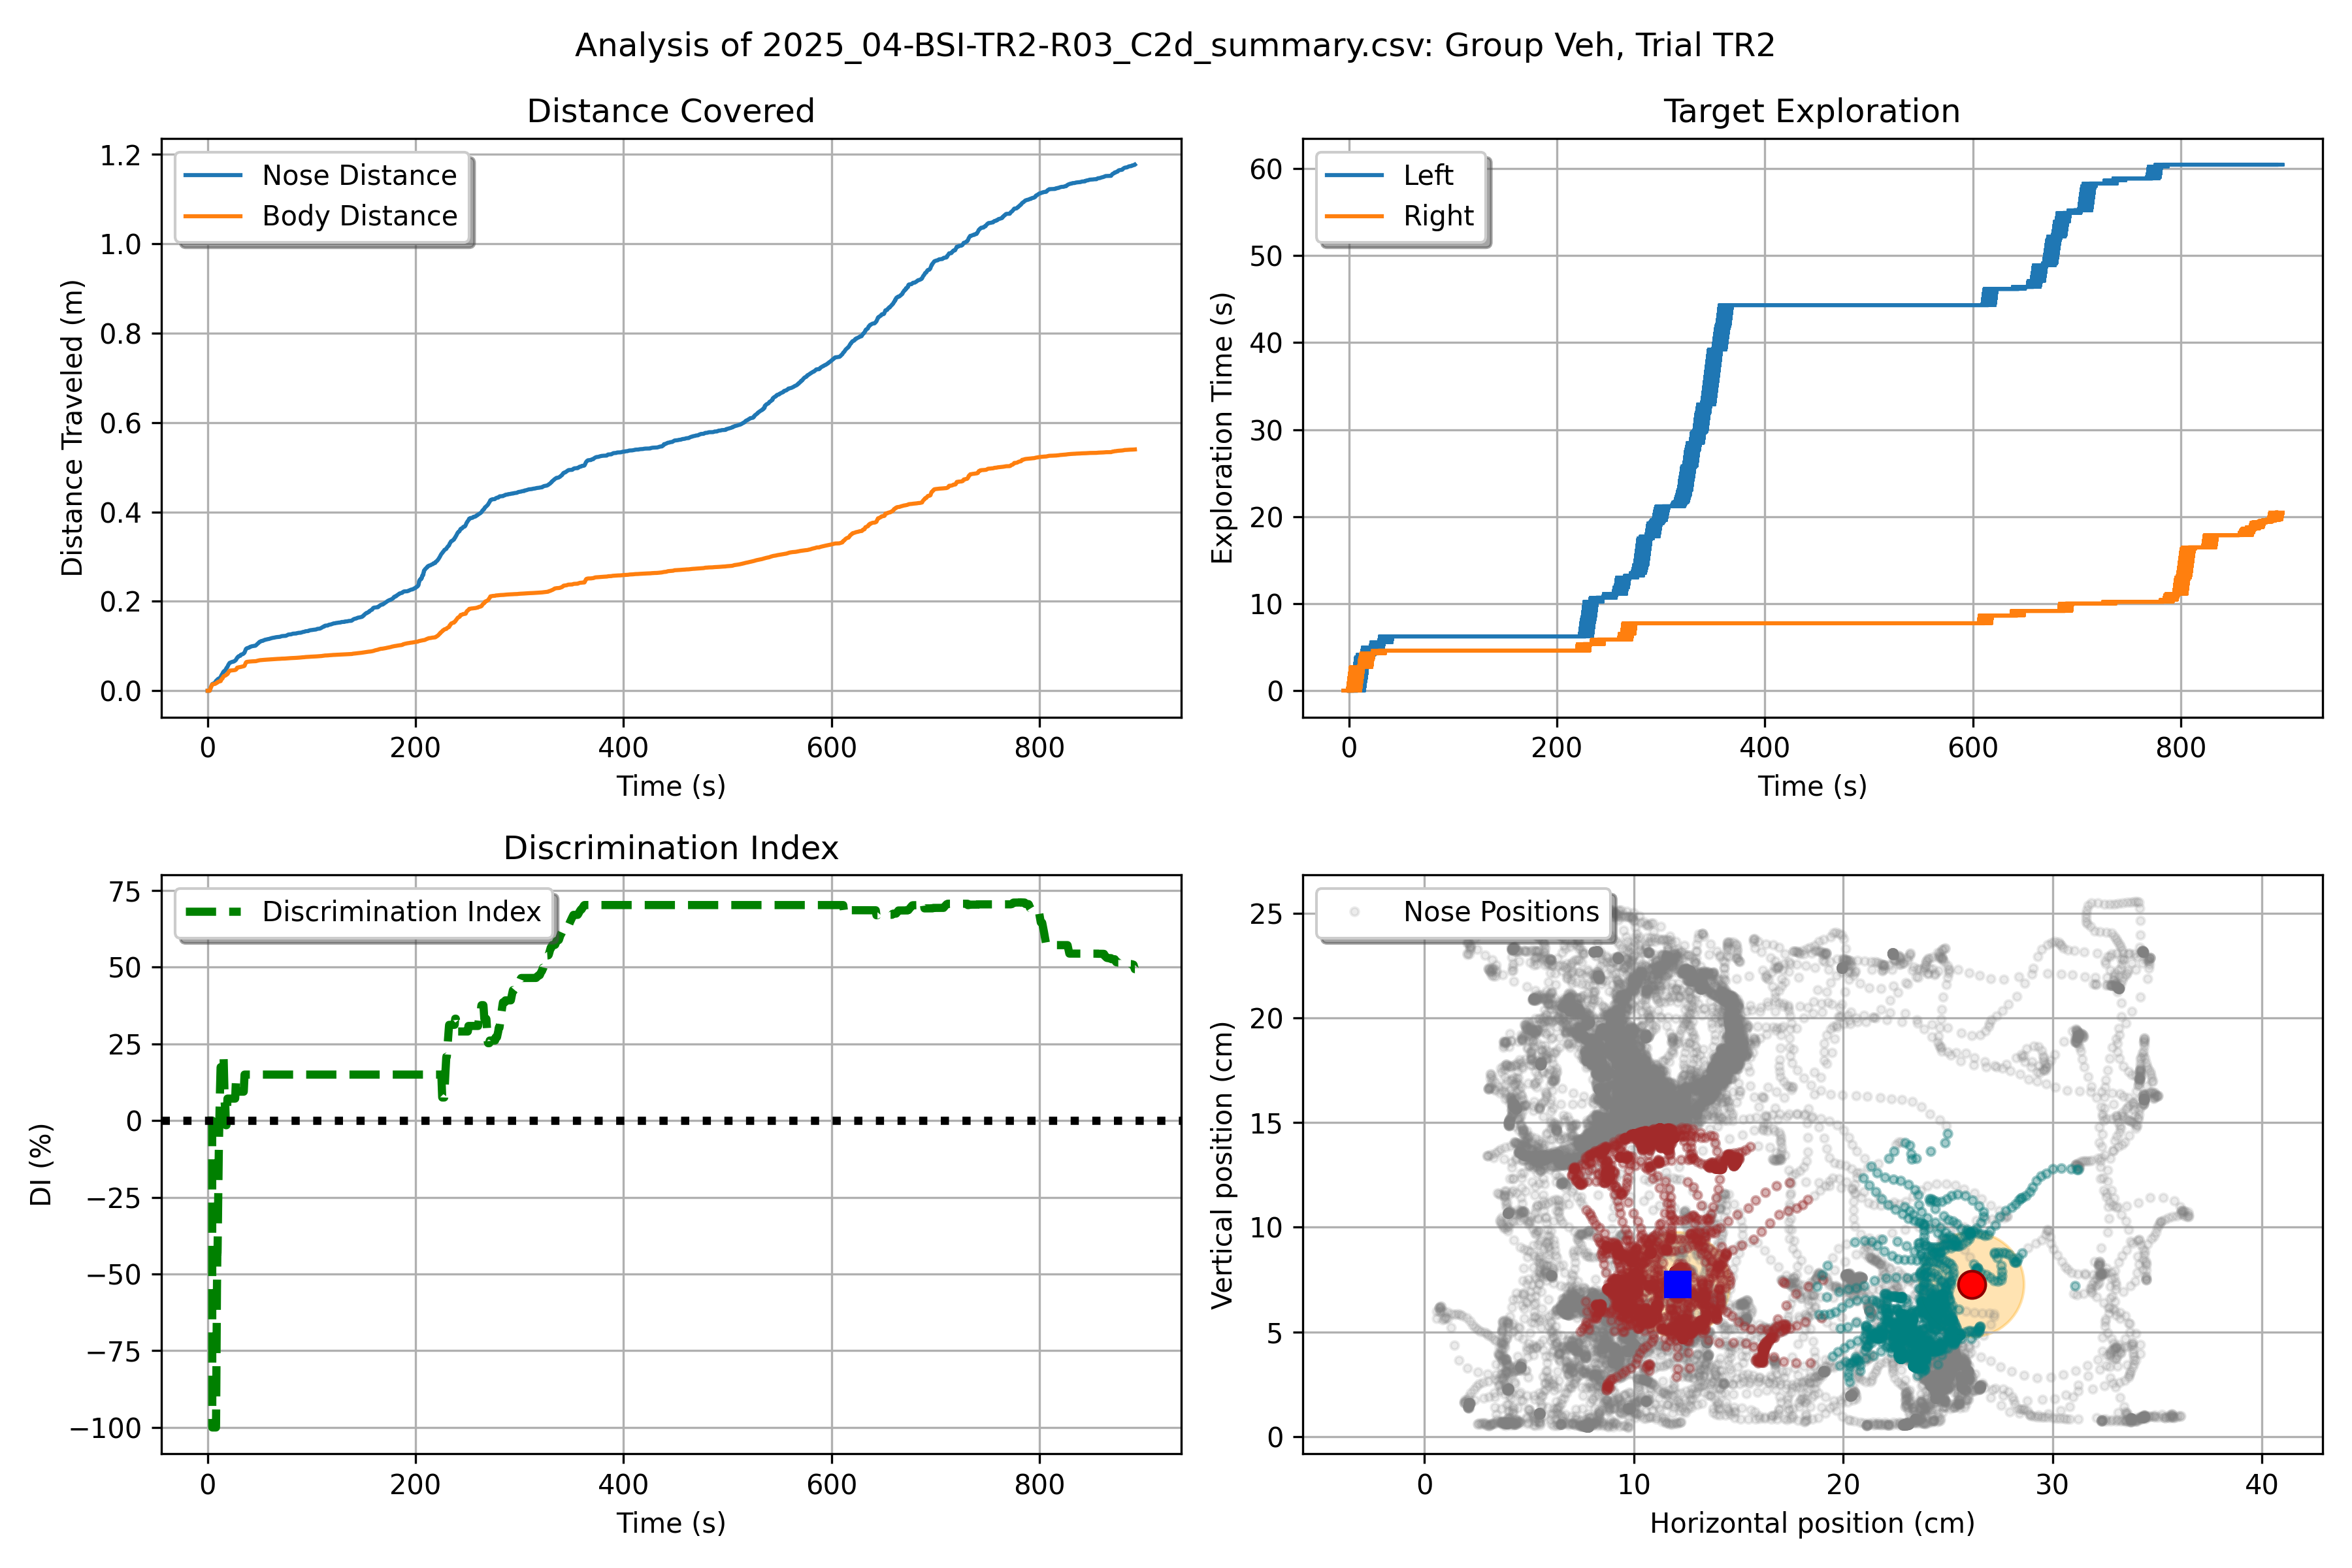 Analysis of 2025_04-BSI-TR2-R03_C2d_summary.csv: Group Veh, Trial TR2
Distance Covered
Nose Distance
Body Distance
Distance Traveled (m)
1.2
1.0
0.8
0.6
0.4
0.2
0.0
0 200 400 600 800
Time (s)
Target Exploration
Left
Right
Exploration Time (s)
60
50
40
30
20
10
0
0 200 400 600 800
Time (s)
Discrimination Index
Discrimination Index
DI (%)
75
50
25
0
−25
−50
−75
−100
0 200 400 600 800
Time (s)
Nose Positions
Vertical position (cm)
25
20
15
10
5
0
0 10 20 30 40
Horizontal position (cm)